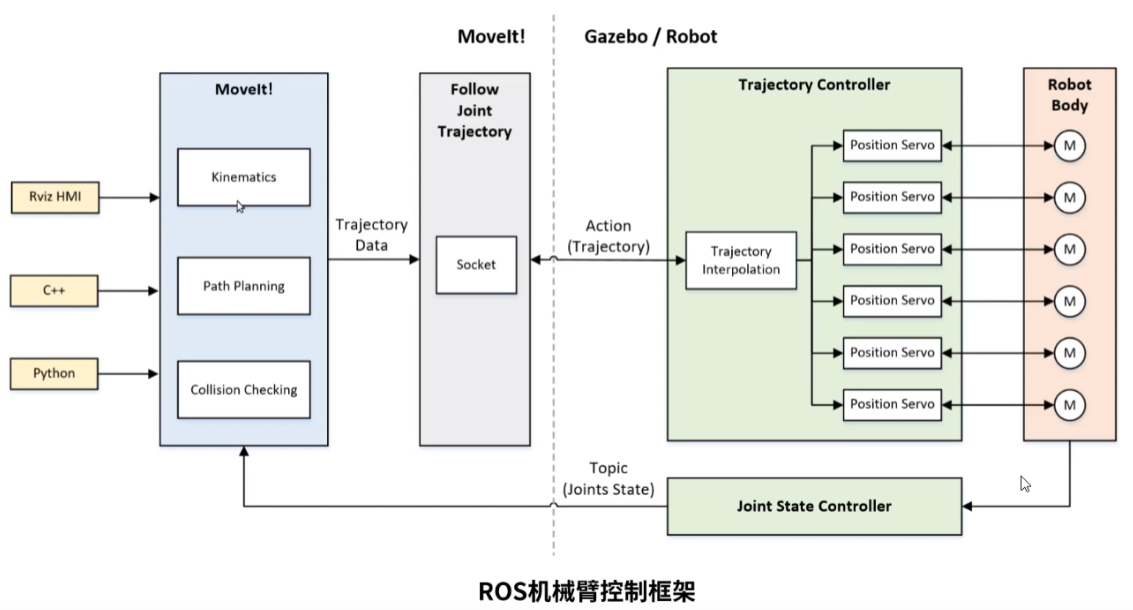 MoveIt!
Gazebo / Robot
MoveIt!
Kinematics
Path Planning
Collision Checking
Rviz HMI
C++
Python
Trajectory
Data
Follow
Joint
Trajectory
Socket
Action
(Trajectory)
Trajectory Controller
Trajectory
Interpolation
Position Servo
Position Servo
Position Servo
Position Servo
Position Servo
Position Servo
Robot
Body
M
M
M
M
M
M
Topic
(Joints State)
Joint State Controller
ROS机械臂控制框架